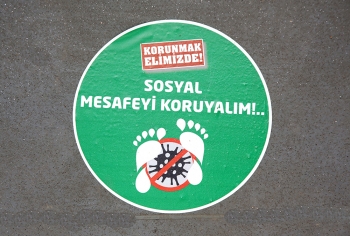 KORUNMAK
ELİMİZDE!
SOSYAL
MESAFEYİ KORUYALIM!..